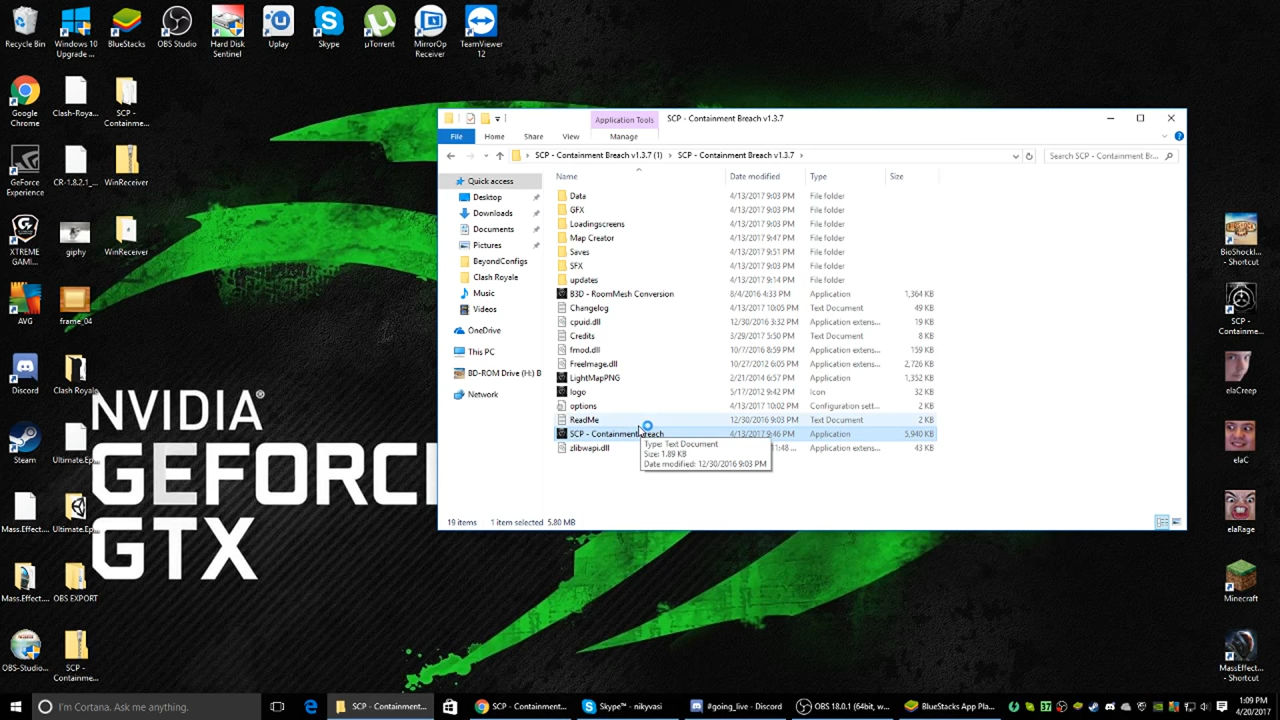 Recycle Bin
Windows 10
Upgrade ...
BlueStacks
OBS Studio
Hard Disk
Sentinel
Uplay
Skype
µTorrent
MirrorOp
Receiver
TeamViewer
12
Google
Chrome
Clash-Roya...
SCP -
Containme...
GeForce
Experience
CR-1.8.2.1_...
WinReceiver
XTREME
GAMI...
giphy
WinReceiver
AVG
frame_04
Discord
Clash Royale
Steam
Ultimate.Ep...
Mass.Effect....
Ultimate.Ep...
Mass.Effect....
OBS EXPORT
OBS-Studio...
SCP -
Containme...
NVIDIA®
GEFORC
GTX
Application Tools
SCP - Containment Breach v1.3.7
File
Home
Share
View
Manage
SCP - Containment Breach v1.3.7 (1) > SCP - Containment Breach v1.3.7 >
Search SCP - Containment Br...
Quick access
Desktop
Downloads
Documents
Pictures
BeyondConfigs
Clash Royale
Music
Videos
OneDrive
This PC
BD-ROM Drive (H:) B
Network
Name Date modified Type Size
Data 4/13/2017 9:03 PM File folder
GFX 4/13/2017 9:03 PM File folder
Loadingscreens 4/13/2017 9:03 PM File folder
Map Creator 4/13/2017 9:47 PM File folder
Saves 4/13/2017 9:51 PM File folder
SFX 4/13/2017 9:03 PM File folder
updates 4/13/2017 9:14 PM File folder
B3D - RoomMesh Conversion 8/4/2016 4:33 PM Application 1,364 KB
Changelog 4/13/2017 10:05 PM Text Document 49 KB
cpuid.dll 12/30/2016 3:32 PM Application extens... 19 KB
Credits 3/29/2017 5:50 PM Text Document 8 KB
fmod.dll 10/7/2016 8:59 PM Application extens... 159 KB
FreeImage.dll 10/27/2012 6:05 PM Application extens... 2,726 KB
LightMapPNG 2/21/2014 6:57 PM Application 1,352 KB
logo 5/17/2012 9:42 PM Icon 32 KB
options 4/13/2017 10:02 PM Configuration sett... 2 KB
ReadMe 12/30/2016 9:03 PM Text Document 2 KB
SCP - Containment Breach 4/13/2017 9:46 PM Application 5,940 KB
zlibwapi.dll 11:48 ... Application extens... 43 KB
Type: Text Document
Size: 1.89 KB
Date modified: 12/30/2016 9:03 PM
19 items 1 item selected 5.80 MB
BioShockI...
- Shortcut
SCP -
Containme...
elaCreep
elaC
elaRage
Minecraft
MassEffect...
- Shortcut
I'm Cortana. Ask me anything.
SCP - Containment...
SCP - Containment...
Skype™ - nikyvasi
#going_live - Discord
OBS 18.0.1 (64bit, w...
BlueStacks App Pla...
37
1:09 PM
4/20/2017